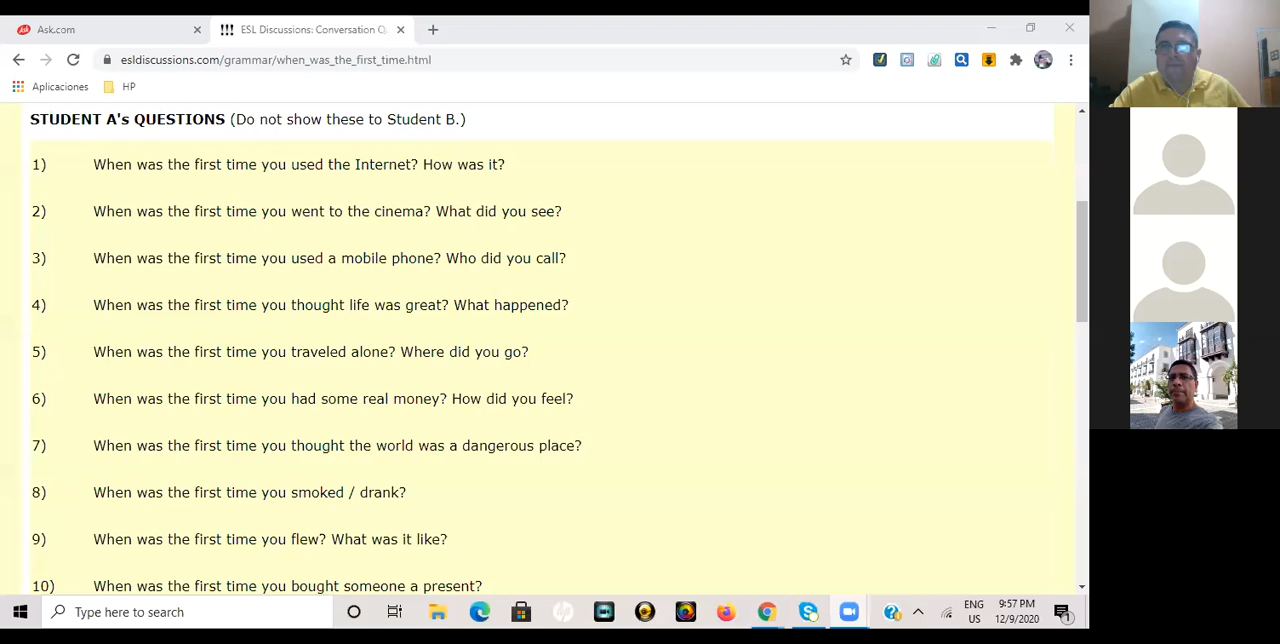 Ask.com
ESL Discussions: Conversation Q
esldiscussions.com/grammar/when_was_the_first_time.html
Aplicaciones
HP
STUDENT A's QUESTIONS (Do not show these to Student B.)
1) When was the first time you used the Internet? How was it?
2) When was the first time you went to the cinema? What did you see?
3) When was the first time you used a mobile phone? Who did you call?
4) When was the first time you thought life was great? What happened?
5) When was the first time you traveled alone? Where did you go?
6) When was the first time you had some real money? How did you feel?
7) When was the first time you thought the world was a dangerous place?
8) When was the first time you smoked / drank?
9) When was the first time you flew? What was it like?
10) When was the first time you bought someone a present?
Type here to search
ENG
US
9:57 PM
12/9/2020
1